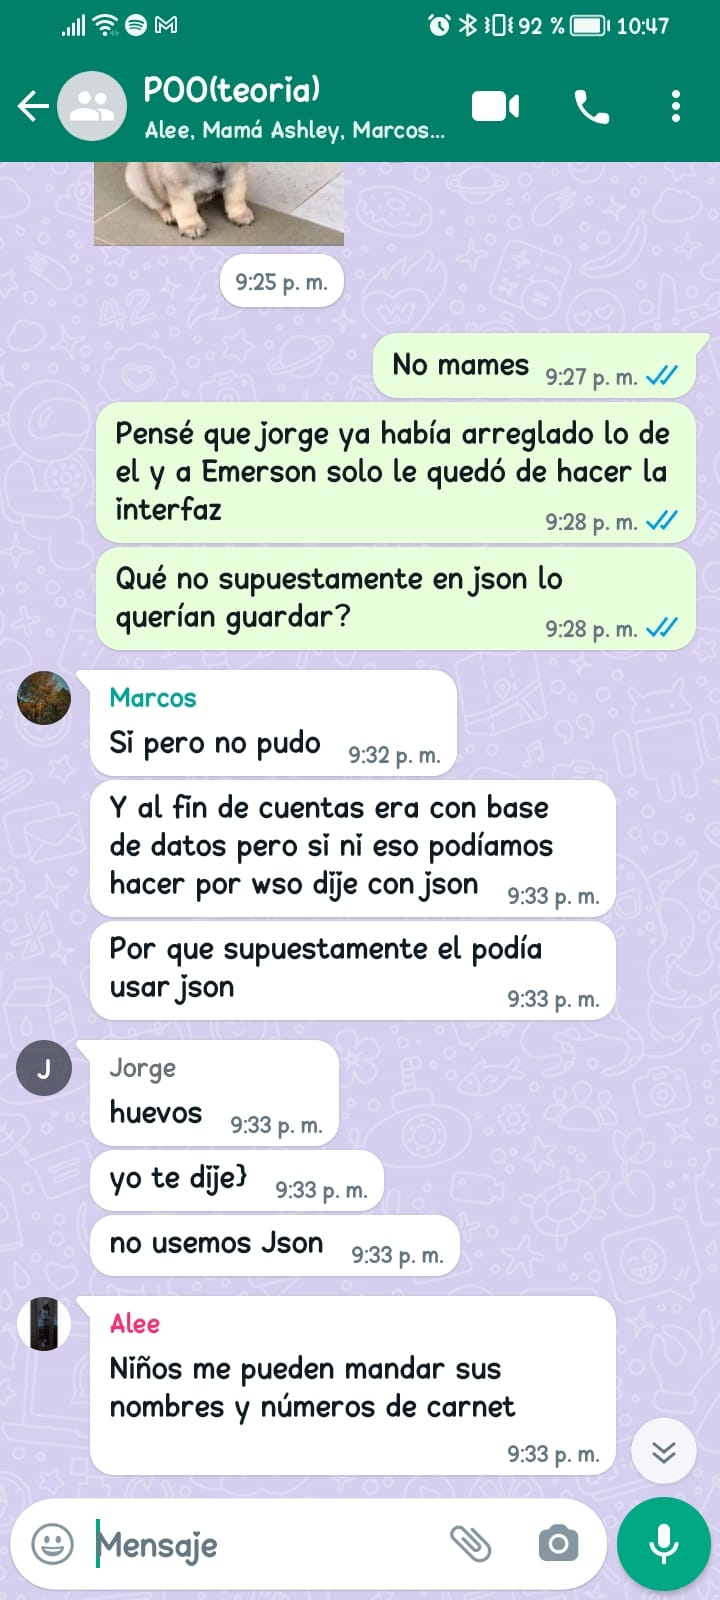 92 % 10:47
POO(teoria)
Alee, Mamá Ashley, Marcos...
9:25 p. m.
No mames 9:27 p. m.
Pensé que jorge ya había arreglado lo de
el y a Emerson solo le quedó de hacer la
interfaz 9:28 p. m.
Qué no supuestamente en json lo
querían guardar? 9:28 p. m.
Marcos
Si pero no pudo 9:32 p. m.
Y al fin de cuentas era con base
de datos pero si ni eso podíamos
hacer por wso dije con json 9:33 p. m.
Por que supuestamente el podía
usar json 9:33 p. m.
J
Jorge
huevos 9:33 p. m.
yo te dije} 9:33 p. m.
no usemos Json 9:33 p. m.
Alee
Niños me pueden mandar sus
nombres y números de carnet
9:33 p. m.
Mensaje